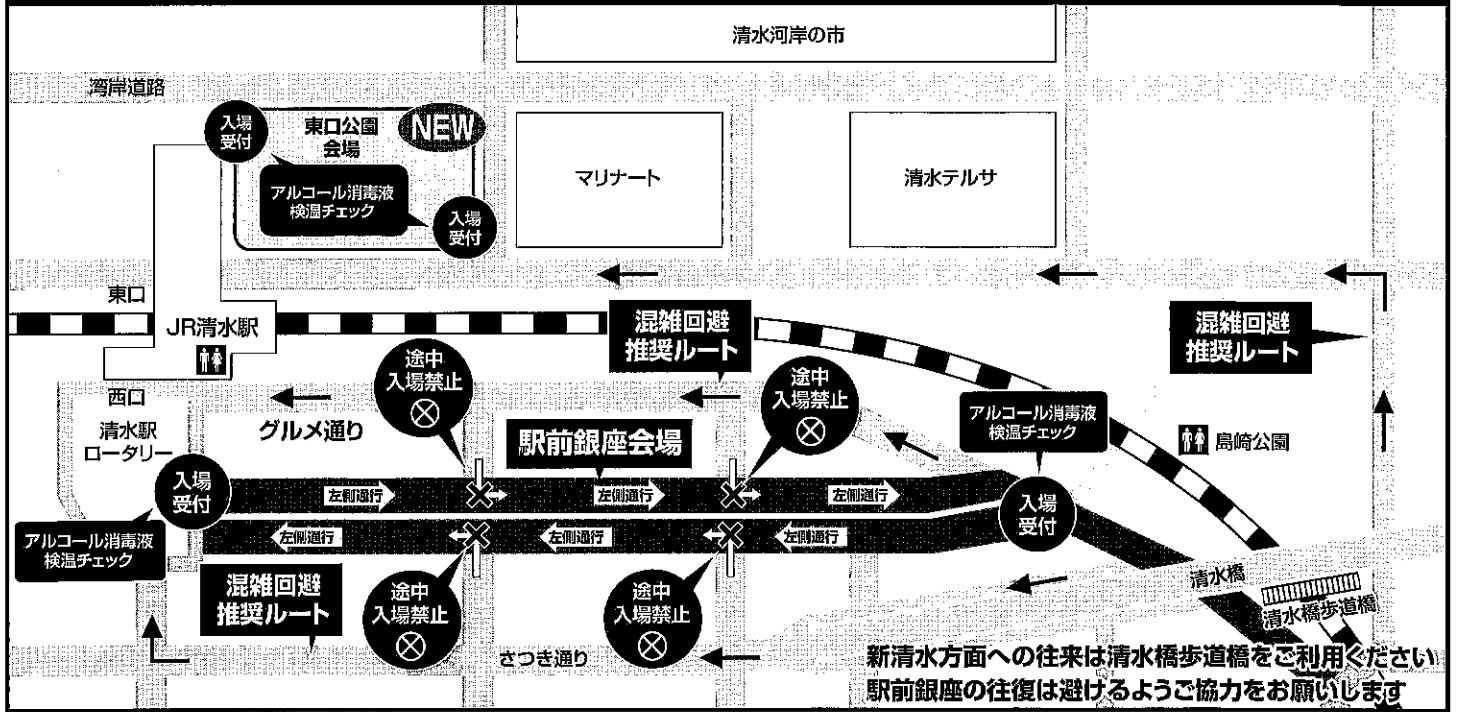 清水河岸の市
湾岸道路
入場
受付
東口公園
会場
NEW
アルコール消毒液
検温チェック
入場
受付
マリナート
清水テルサ
東口
JR清水駅
混雑回避
推奨ルート
混雑回避
推奨ルート
途中
入場禁止
途中
入場禁止
西口
清水駅
ロータリー
グルメ通り
駅前銀座会場
アルコール消毒液
検温チェック
島崎公園
入場
受付
左側通行
左側通行
左側通行
入場
受付
左側通行
左側通行
左側通行
アルコール消毒液
検温チェック
混雑回避
推奨ルート
途中
入場禁止
途中
入場禁止
清水橋
清水橋歩道橋
さつき通り
新清水方面への往来は清水橋歩道橋をご利用ください
駅前銀座の往復は避けるようご協力をお願いします